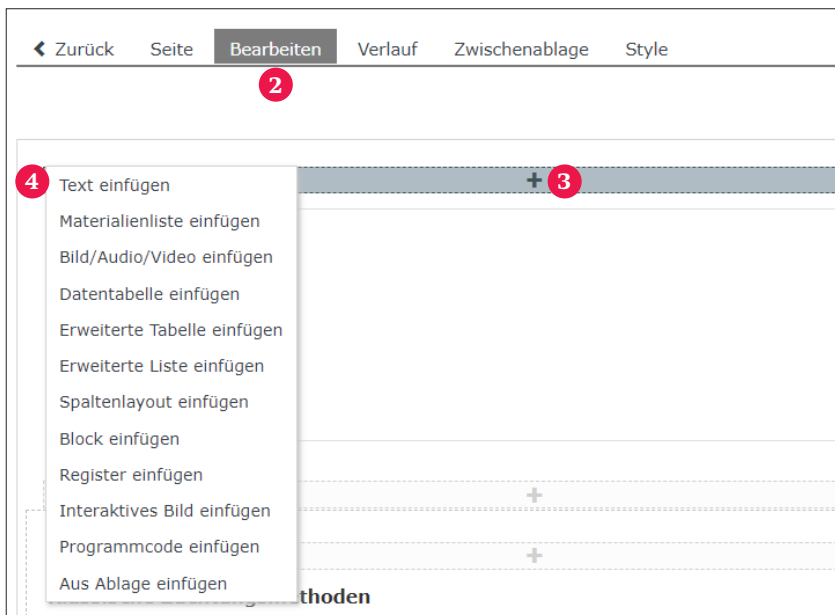 Zurück Seite Bearbeiten Verlauf Zwischenablage Style
2
4 Text einfügen + 3
Materialienliste einfügen
Bild/Audio/Video einfügen
Datentabelle einfügen
Erweiterte Tabelle einfügen
Erweiterte Liste einfügen
Spaltenlayout einfügen
Block einfügen
Register einfügen
Interaktives Bild einfügen
Programmcode einfügen
Aus Ablage einfügen
thoden